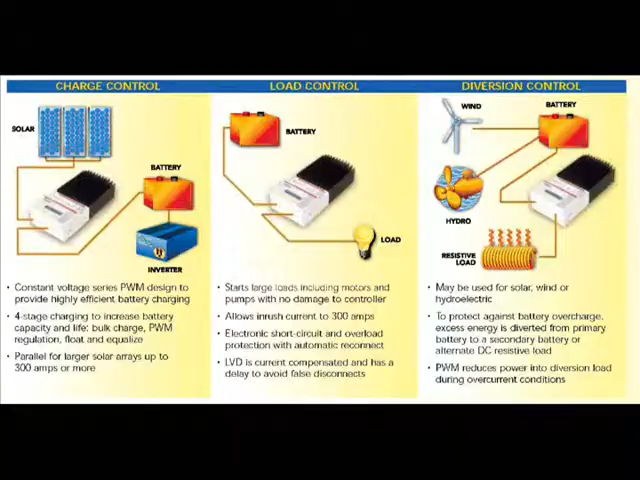 CHARGE CONTROL
SOLAR
BATTERY
INVERTER
• Constant voltage series PWM design to
provide highly efficient battery charging
• 4-stage charging to increase battery
capacity and life: bulk charge, PWM
regulation, float and equalize
• Parallel for larger solar arrays up to
300 amps or more
LOAD CONTROL
BATTERY
LOAD
• Starts large loads including motors and
pumps with no damage to controller
• Allows inrush current to 300 amps
• Electronic short-circuit and overload
protection with automatic reconnect
• LVD is current compensated and has a
delay to avoid false disconnects
DIVERSION CONTROL
WIND
BATTERY
HYDRO
RESISTIVE
LOAD
• May be used for solar, wind or
hydroelectric
• To protect against battery overcharge,
excess energy is diverted from primary
battery to a secondary battery or
alternate DC resistive load
• PWM reduces power into diversion load
during overcurrent conditions